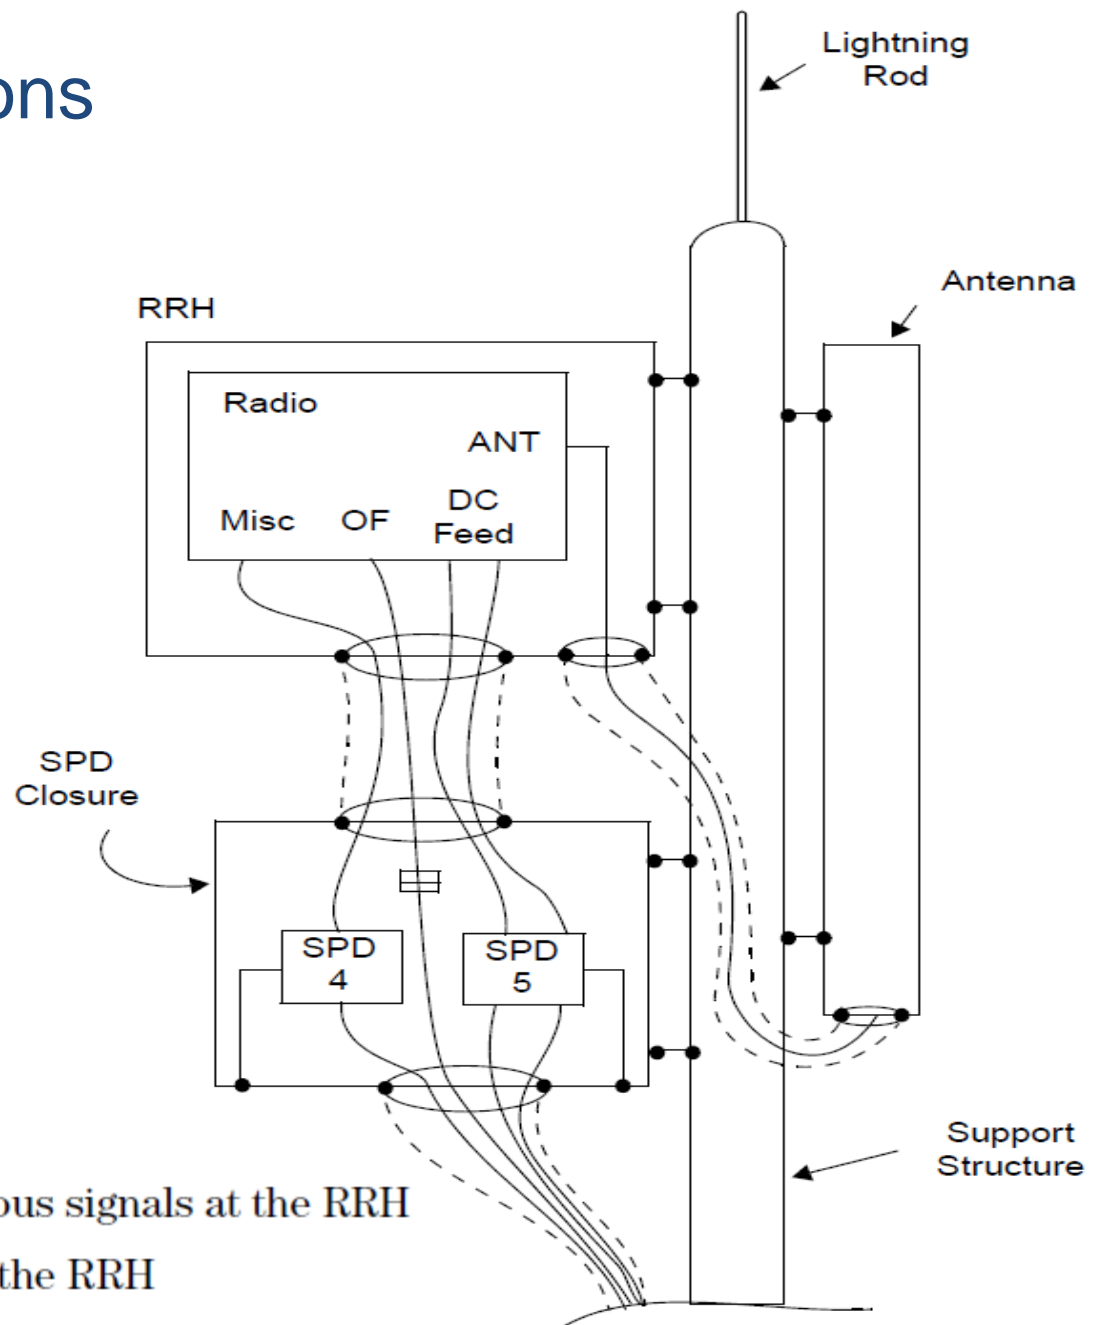 ons
Lightning
Rod
Antenna
RRH
Radio
ANT
Misc
OF
DC
Feed
SPD
Closure
SPD
4
SPD
5
Support
Structure
ous signals at the RRH
the RRH